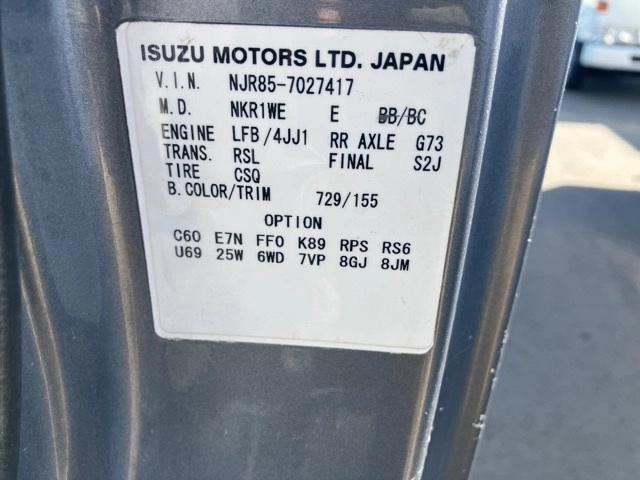 ISUZU MOTORS LTD. JAPAN
V.I.N. NJR85-7027417
M.D. NKR1WE E BB/BC
ENGINE LFB/4JJ1 RR AXLE G73
TRANS. RSL FINAL S2J
TIRE CSQ
B.COLOR/TRIM 729/155
OPTION
C60 E7N FF0 K89 RPS RS6
U69 25W 6WD 7VP 8GJ 8JM